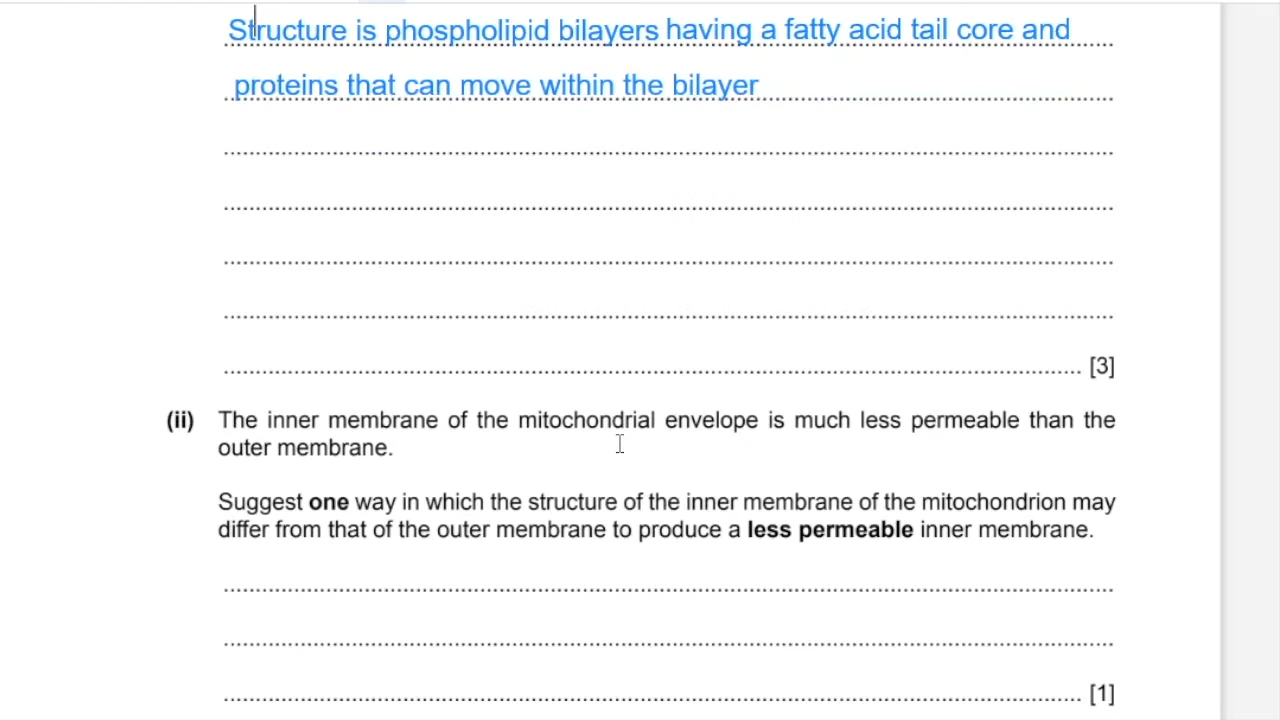 Structure is phospholipid bilayers having a fatty acid tail core and
proteins that can move within the bilayer
[3]
(ii) The inner membrane of the mitochondrial envelope is much less permeable than the
outer membrane.
Suggest one way in which the structure of the inner membrane of the mitochondrion may
differ from that of the outer membrane to produce a less permeable inner membrane.
[1]